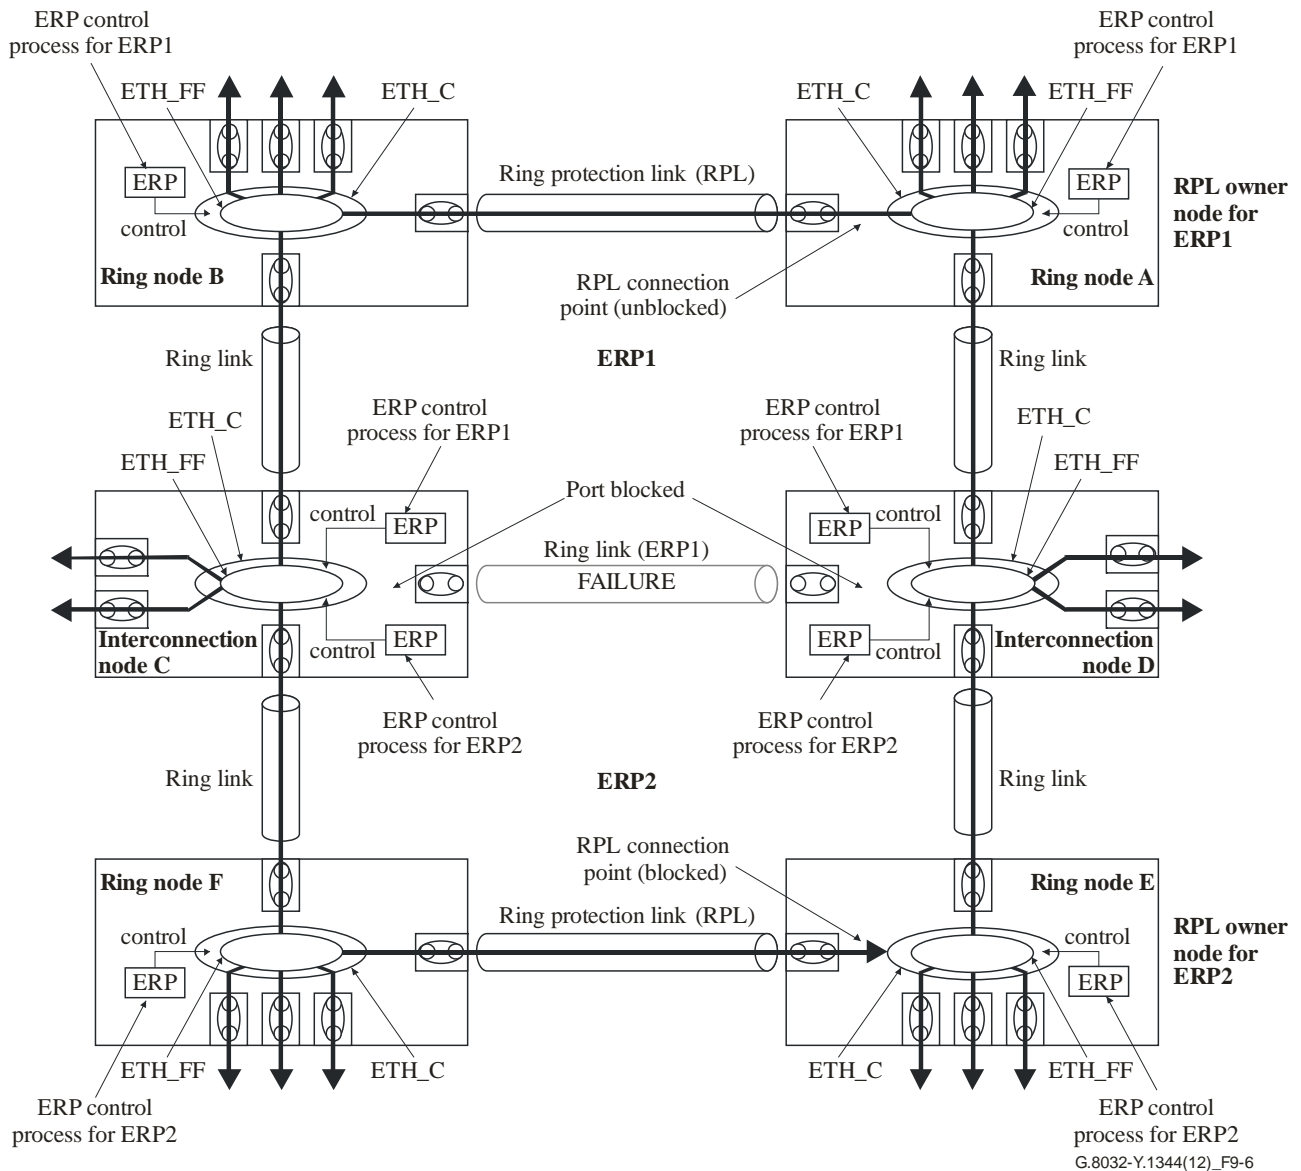 ERP control
process for ERP1
ERP control
process for ERP1
ETH_FF
ETH_C
ETH_C
ETH_FF
ERP
control
Ring node B
Ring protection link (RPL)
ERP
control
Ring node A
RPL owner
node for
ERP1
RPL connection
point (unblocked)
Ring link
ERP1
Ring link
ETH_C
ETH_FF
ERP control
process for ERP1
ERP control
process for ERP1
ETH_C
ETH_FF
control
ERP
Port blocked
ERP
control
Ring link (ERP1)
FAILURE
Interconnection
node C
control
ERP
ERP
control
Interconnection
node D
ERP control
process for ERP2
ERP control
process for ERP2
Ring link
ERP2
Ring link
RPL connection
point (blocked)
Ring node F
Ring node E
control
ERP
Ring protection link (RPL)
control
ERP
RPL owner
node for
ERP2
ETH_FF
ETH_C
ETH_C
ETH_FF
ERP control
process for ERP2
ERP control
process for ERP2
G.8032-Y.1344(12)_F9-6